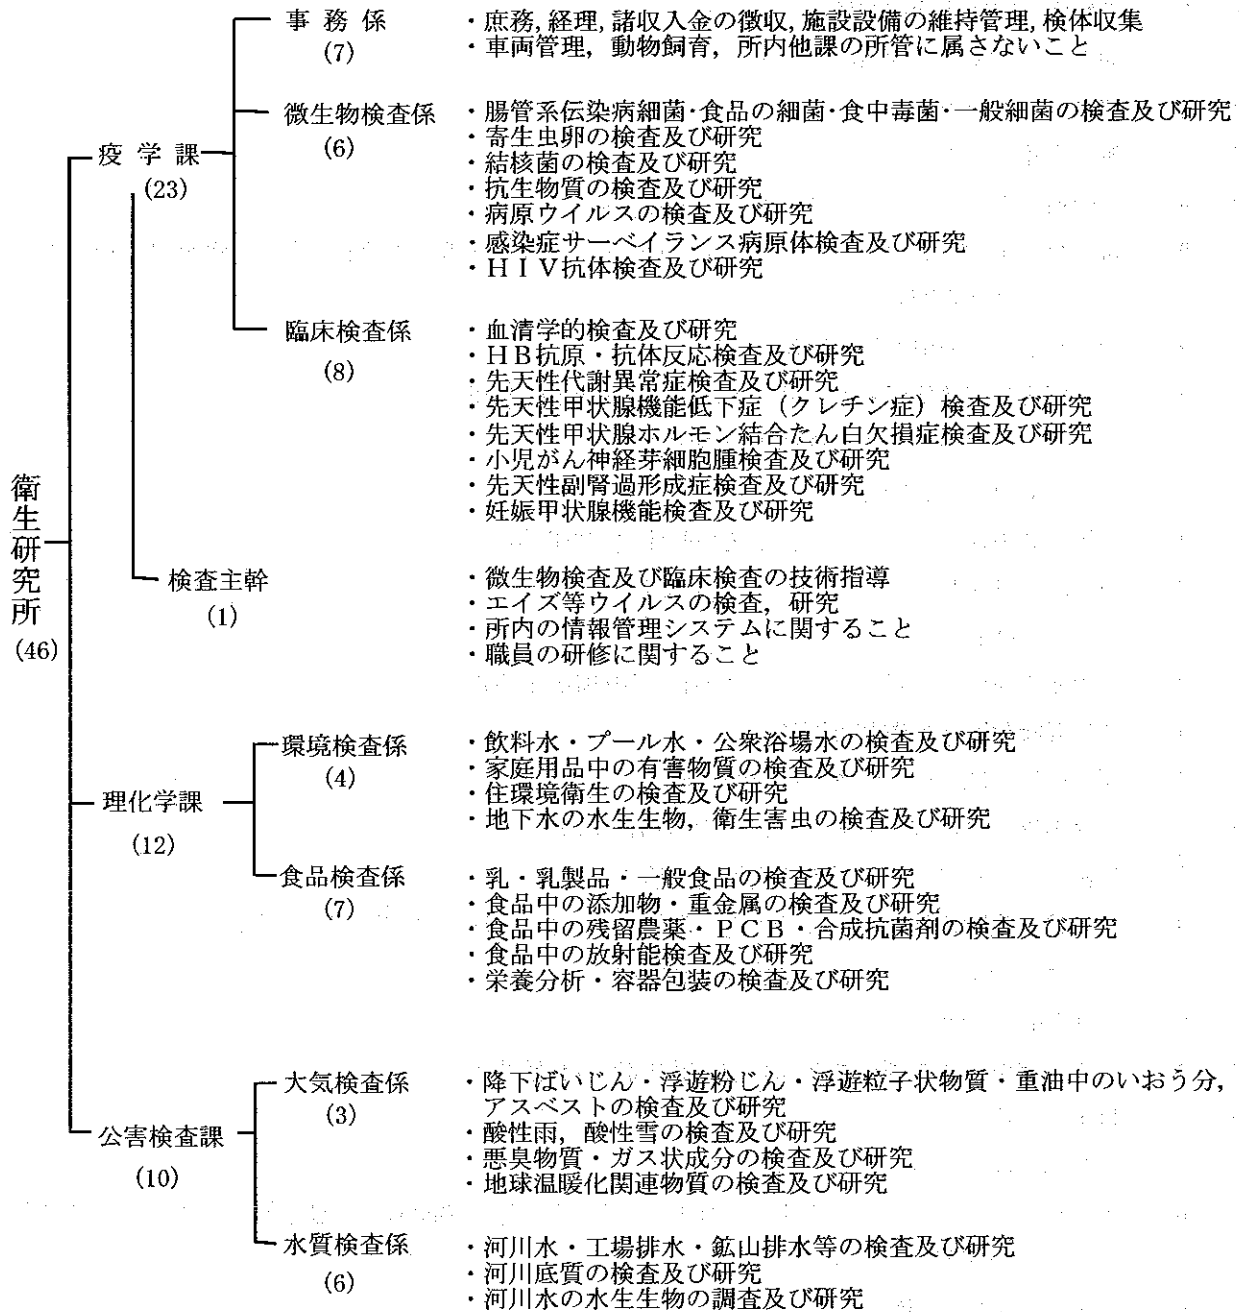 事務係
(7)
・庶務, 経理, 諸収入金の徴収, 施設設備の維持管理, 検体収集
・車両管理, 動物飼育, 所内他課の所管に属さないこと
微生物検査係
(6)
・腸管系伝染病細菌・食品の細菌・食中毒菌・一般細菌の検査及び研究
・寄生虫卵の検査及び研究
・結核菌の検査及び研究
・抗生物質の検査及び研究
・病原ウイルスの検査及び研究
・感染症サーベイランス病原体検査及び研究
・ＨＩＶ抗体検査及び研究
疫学課
(23)
臨床検査係
(8)
・血清学的検査及び研究
・ＨＢ抗原・抗体反応検査及び研究
・先天性代謝異常症検査及び研究
・先天性甲状腺機能低下症（クレチン症）検査及び研究
・先天性甲状腺ホルモン結合たん白欠損症検査及び研究
・小児がん神経芽細胞腫検査及び研究
・先天性副腎過形成症検査及び研究
・妊娠甲状腺機能検査及び研究
衛生研究所
(46)
検査主幹
(1)
・微生物検査及び臨床検査の技術指導
・エイズ等ウイルスの検査, 研究
・所内の情報管理システムに関すること
・職員の研修に関すること
環境検査係
(4)
・飲料水・プール水・公衆浴場水の検査及び研究
・家庭用品中の有害物質の検査及び研究
・住環境衛生の検査及び研究
・地下水の水生生物, 衛生害虫の検査及び研究
理化学課
(12)
食品検査係
(7)
・乳・乳製品・一般食品の検査及び研究
・食品中の添加物・重金属の検査及び研究
・食品中の残留農薬・ＰＣＢ・合成抗菌剤の検査及び研究
・食品中の放射能検査及び研究
・栄養分析・容器包装の検査及び研究
大気検査係
(3)
・降下ばいじん・浮遊粉じん・浮遊粒子状物質・重油中のいおう分,
アスベストの検査及び研究
・酸性雨, 酸性雪の検査及び研究
・悪臭物質・ガス状成分の検査及び研究
・地球温暖化関連物質の検査及び研究
公害検査課
(10)
水質検査係
(6)
・河川水・工場排水・鉱山排水等の検査及び研究
・河川底質の検査及び研究
・河川水の水生生物の調査及び研究